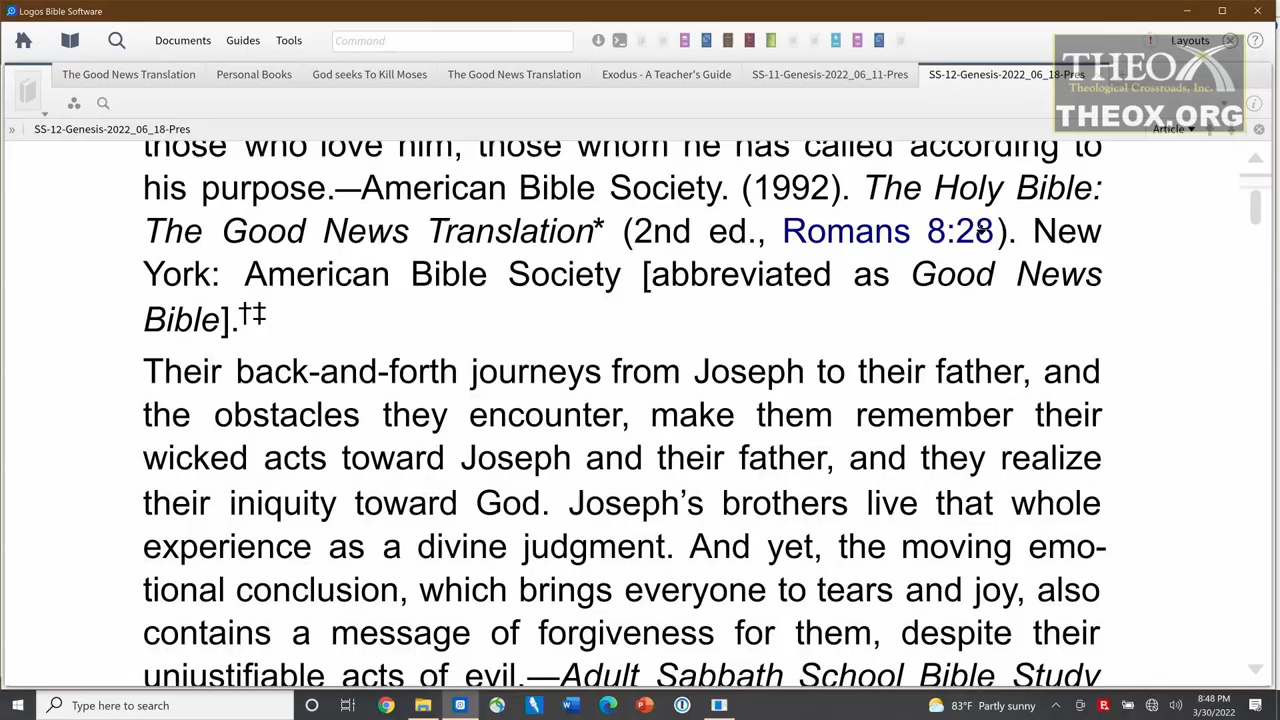 Logos Bible Software
Documents Guides Tools Command Layouts
The Good News Translation Personal Books God seeks To Kill Moses The Good News Translation Exodus - A Teacher's Guide SS-11-Genesis-2022_06_11-Pres SS-12-Genesis-2022_06_18-Pres
THEOX
Theological Crossroads, Inc.
THEOX.ORG
SS-12-Genesis-2022_06_18-Pres Article
those who love him, those whom he has called according to
his purpose.—American Bible Society. (1992). The Holy Bible:
The Good News Translation* (2nd ed., Romans 8:28). New
York: American Bible Society [abbreviated as Good News
Bible].†‡
Their back-and-forth journeys from Joseph to their father, and
the obstacles they encounter, make them remember their
wicked acts toward Joseph and their father, and they realize
their iniquity toward God. Joseph’s brothers live that whole
experience as a divine judgment. And yet, the moving emo-
tional conclusion, which brings everyone to tears and joy, also
contains a message of forgiveness for them, despite their
unjustifiable acts of evil.—Adult Sabbath School Bible Study
Type here to search 83°F Partly sunny 8:48 PM
3/30/2022